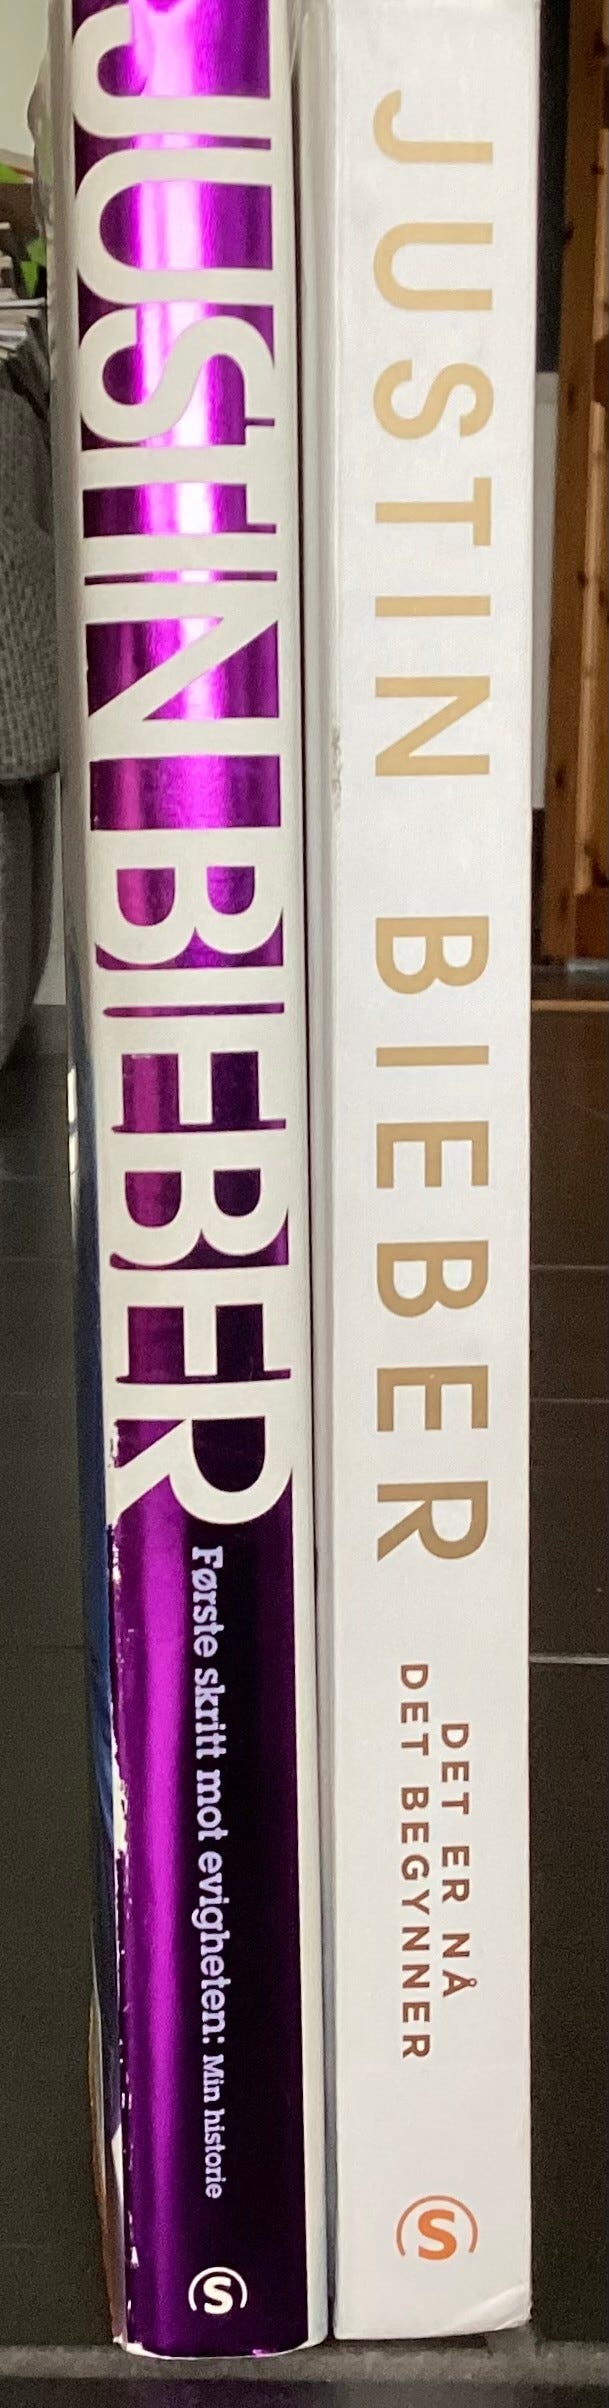 JUSTIN BIEBER
Første skritt mot evigheten: Min historie
S
JUSTIN BIEBER
DET ER NÅ
DET BEGYNNER
S